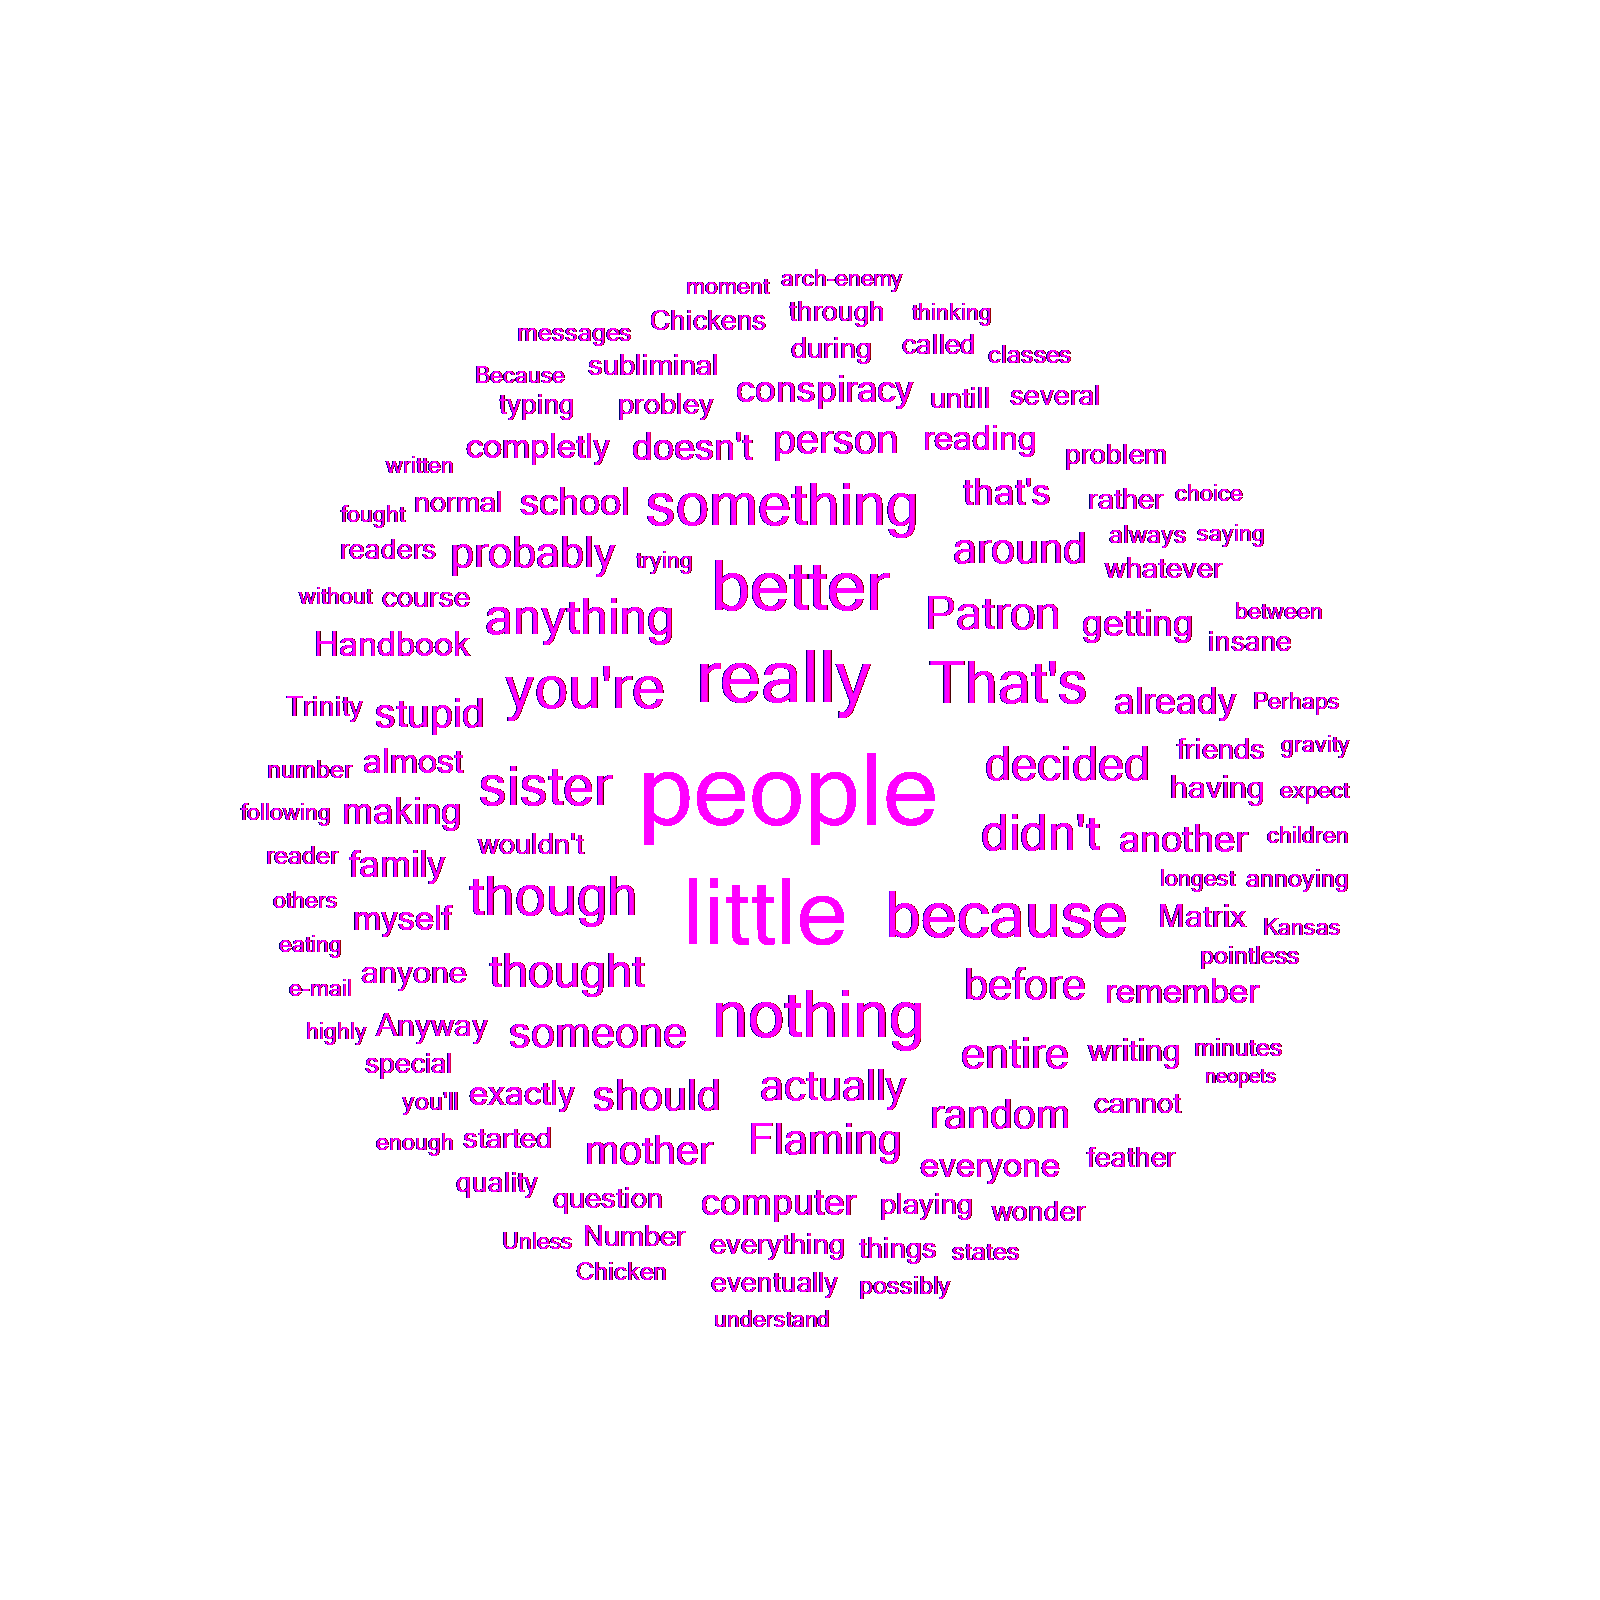 moment arch-enemy
messages Chickens through thinking
subliminal during called classes
Because
typing probley conspiracy untill several
completly doesn't person reading
written problem
fought normal school something that's rather choice
readers probably trying around always saying
whatever
without course anything better Patron getting between
Handbook insane
Trinity stupid you're really That's already Perhaps
number almost sister people decided friends gravity
following making having expect
wouldn't didn't another children
reader family
others myself though little because longest annoying
Matrix Kansas
eating pointless
e-mail anyone thought before remember
highly Anyway someone nothing entire writing minutes
special neopets
you'll exactly should actually random cannot
enough started mother Flaming everyone feather
quality question computer playing wonder
Unless Number everything things states
Chicken eventually possibly
understand